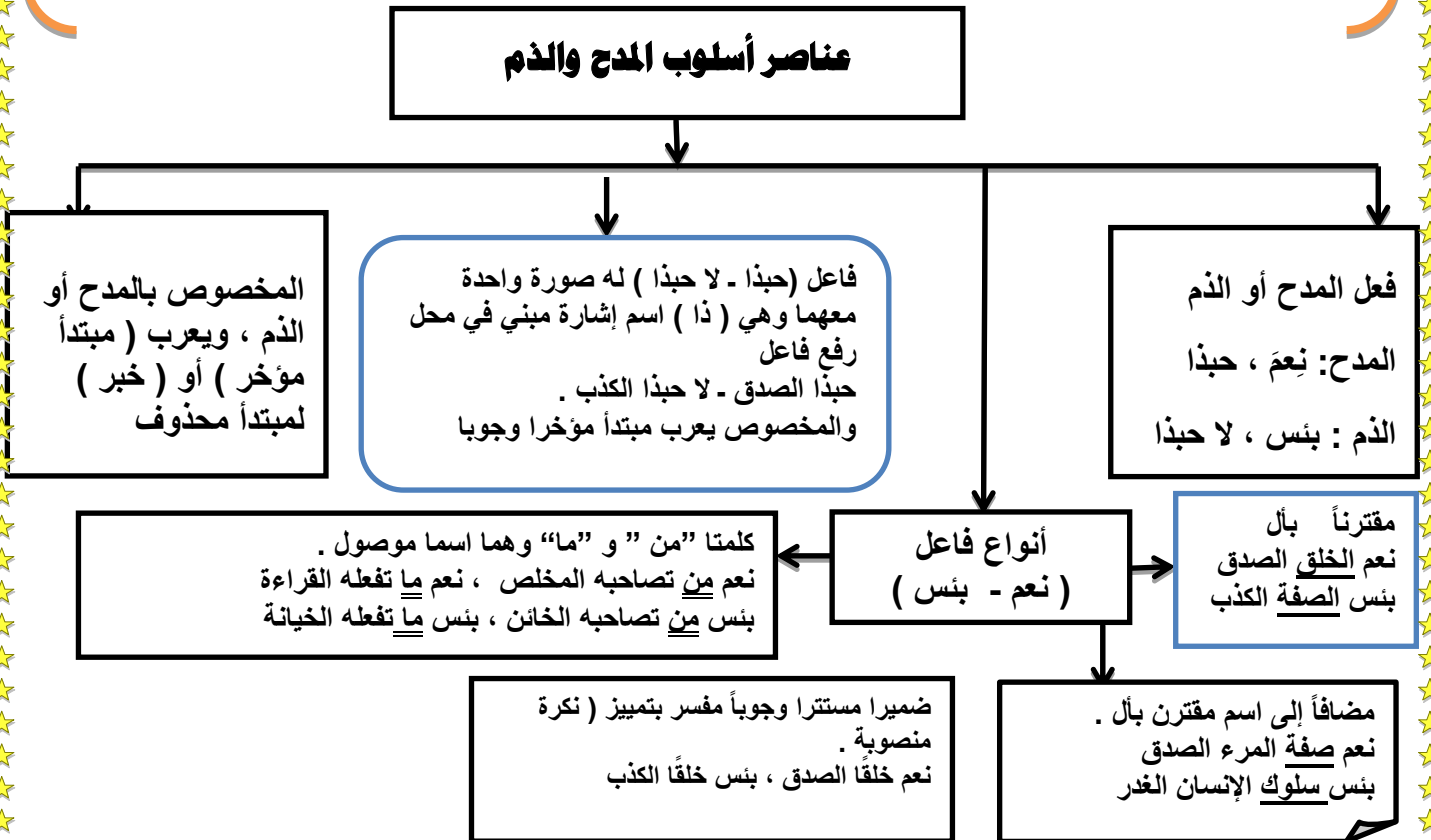 عناصر أسلوب المدح والذم
فعل المدح أو الذم
المدح: نِعمَ ، حبذا
الذم : بئس ، لا حبذا
فاعل (حبذا ـ لا حبذا ) له صورة واحدة
معهما وهي ( ذا ) اسم إشارة مبني في محل
رفع فاعل
حبذا الصدق ـ لا حبذا الكذب .
والمخصوص يعرب مبتدأ مؤخرا وجوبا
المخصوص بالمدح أو
الذم ، ويعرب ( مبتدأ
مؤخر ) أو ( خبر )
لمبتدأ محذوف
أنواع فاعل
( نعم - بئس )
مقترناً بأل
نعم الخلق الصدق
بئس الصفة الكذب
كلمتا ”من ” و ”ما“ وهما اسما موصول .
نعم من تصاحبه المخلص ، نعم ما تفعله القراءة
بئس من تصاحبه الخائن ، بئس ما تفعله الخيانة
مضافاً إلى اسم مقترن بأل .
نعم صفة المرء الصدق
بئس سلوك الإنسان الغدر
ضميرا مستترا وجوباً مفسر بتمييز ( نكرة
منصوبة .
نعم خلقًا الصدق ، بئس خلقًا الكذب